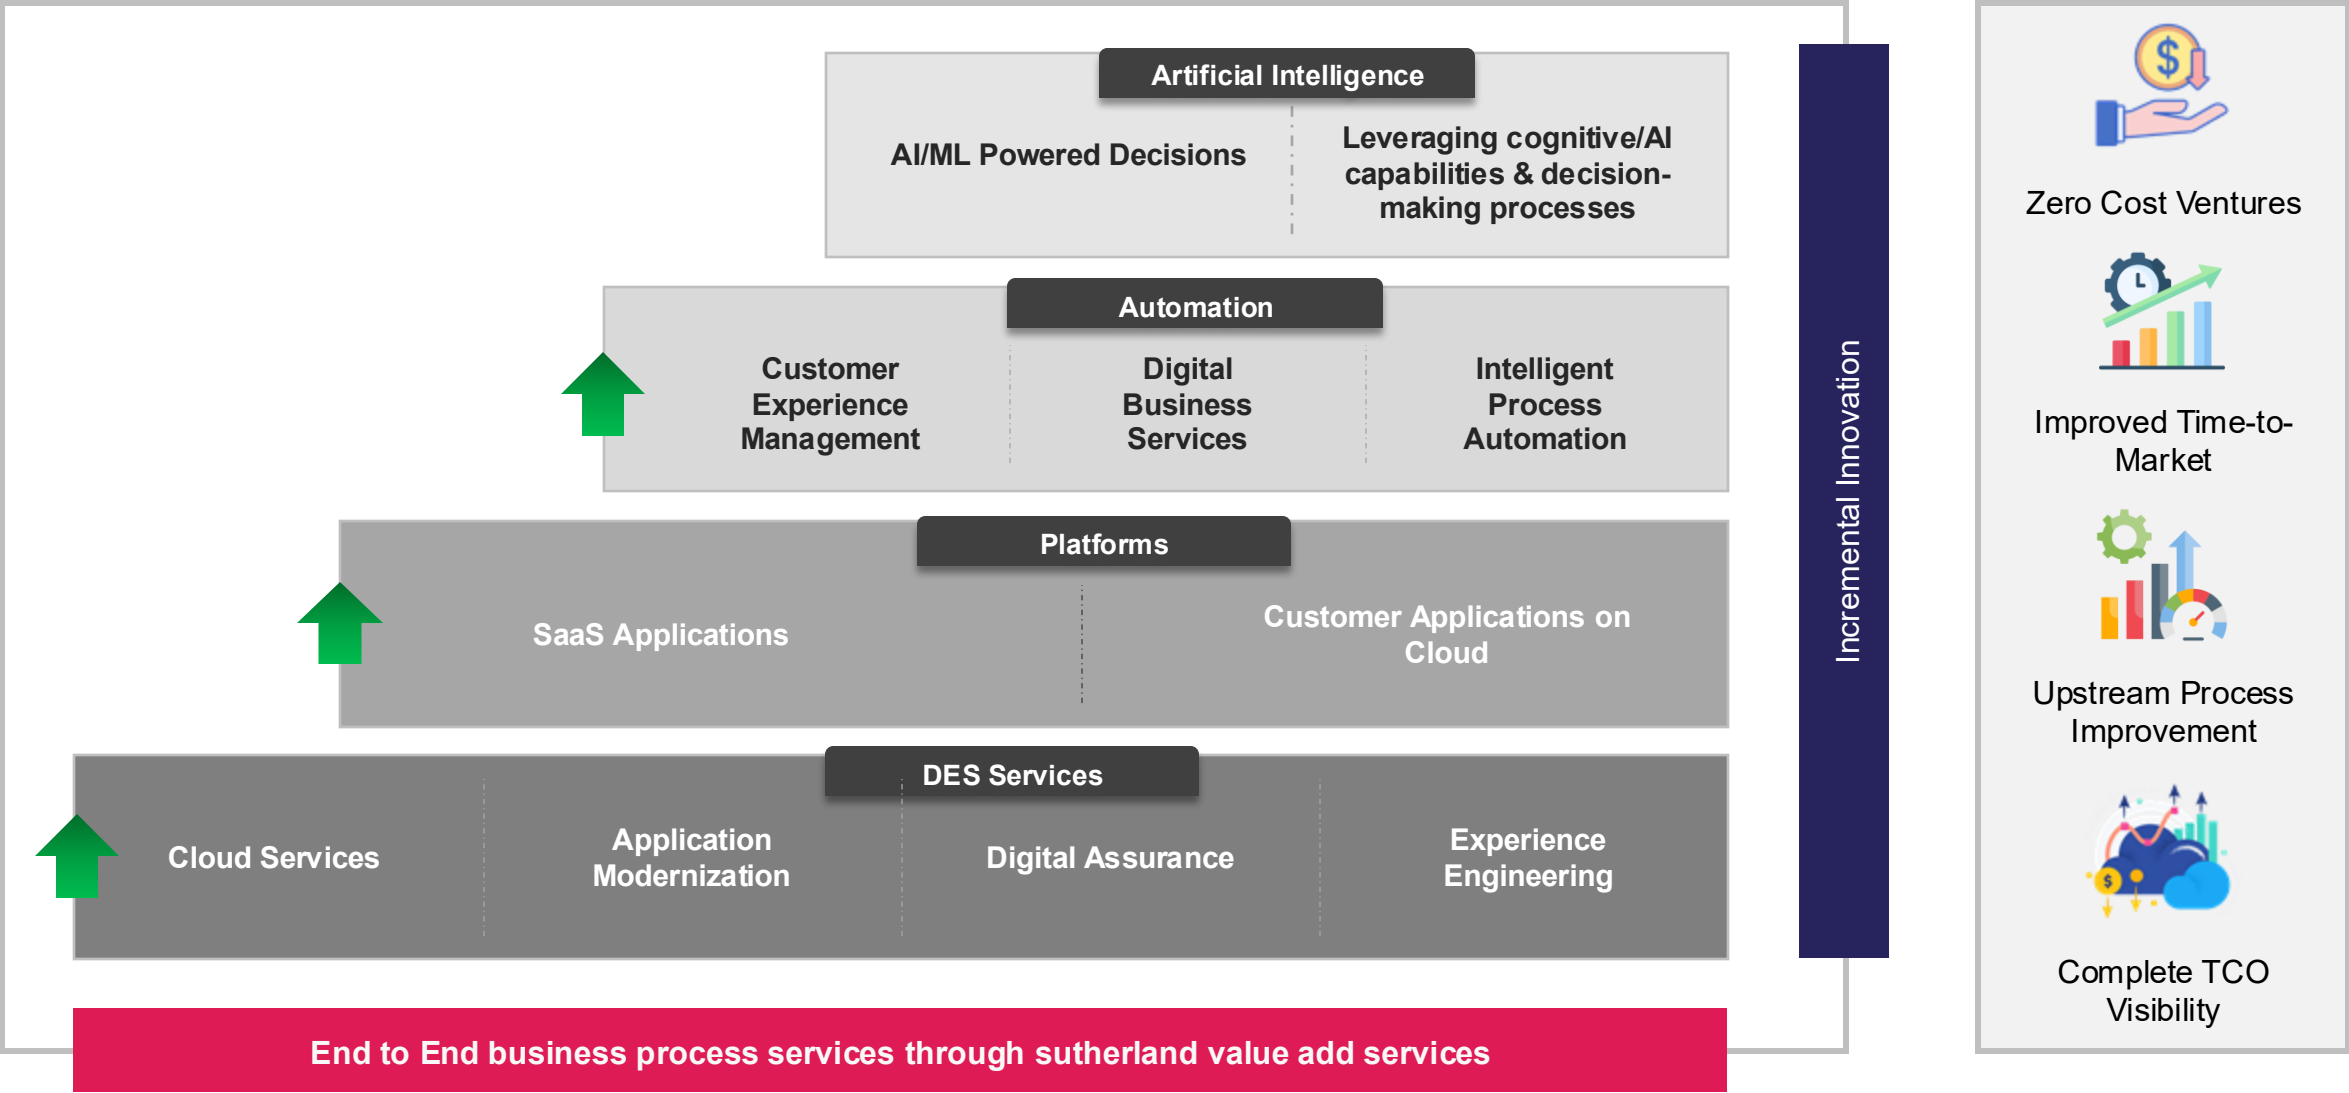 Artificial Intelligence
AI/ML Powered Decisions
Leveraging cognitive/AI
capabilities & decision-
making processes
Automation
Customer
Experience
Management
Digital
Business
Services
Intelligent
Process
Automation
Platforms
SaaS Applications
Customer Applications on
Cloud
DES Services
Cloud Services
Application
Modernization
Digital Assurance
Experience
Engineering
End to End business process services through sutherland value add services
Incremental Innovation
$
Zero Cost Ventures
Improved Time-to-
Market
Upstream Process
Improvement
$
Complete TCO
Visibility